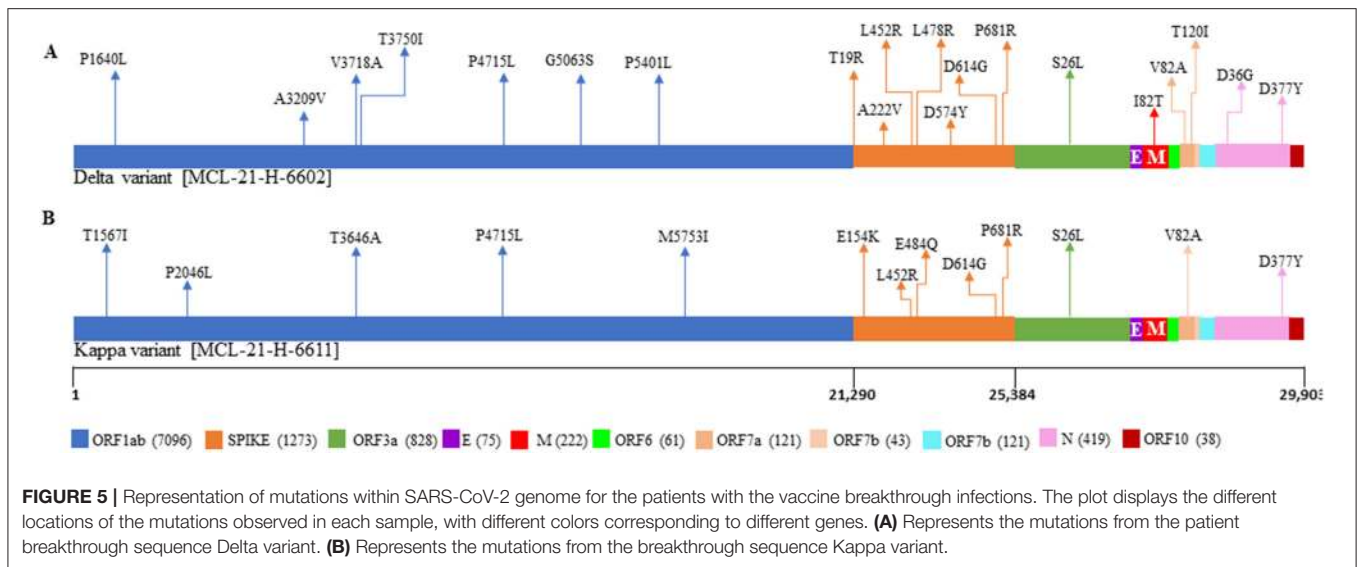 A
P1640L
A3209V
V3718A
T3750I
P4715L
G5063S
P5401L
T19R
L452R
A222V
L478R
D574Y
D614G
P681R
S26L
I82T
V82A
T120I
D36G
D377Y
E M
Delta variant [MCL-21-H-6602]
B
T1567I
P2046L
T3646A
P4715L
M5753I
E154K
L452R
E484Q
D614G
P681R
S26L
V82A
D377Y
E M
Kappa variant [MCL-21-H-6611]
1 21,290 25,384
ORF1ab (7096) SPIKE (1273) ORF3a (828) E (75) M (222) ORF6 (61) ORF7a (121) ORF7b (43) ORF7b (121) N (419) ORF10 (38)
FIGURE 5 | Representation of mutations within SARS-CoV-2 genome for the patients with the vaccine breakthrough infections. The plot displays the different
locations of the mutations observed in each sample, with different colors corresponding to different genes. (A) Represents the mutations from the patient
breakthrough sequence Delta variant. (B) Represents the mutations from the breakthrough sequence Kappa variant.